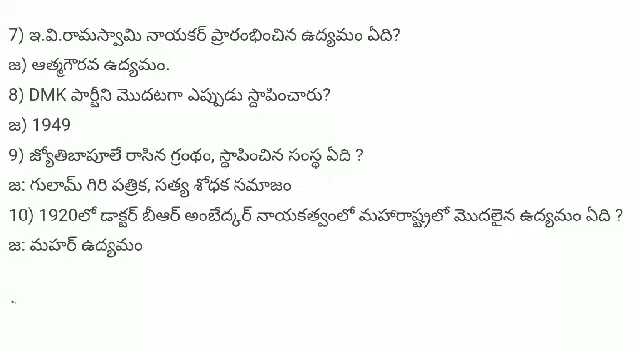 7) ఇ.వి.రామస్వామి నాయకర్ ప్రారంభించిన ఉద్యమం ఏది?
జ) ఆత్మగౌరవ ఉద్యమం.
8) DMK పార్టీని మొదటగా ఎప్పుడు స్థాపించారు?
జ) 1949
9) జ్యోతిబాపూలే రాసిన గ్రంథం, స్థాపించిన సంస్థ ఏది ?
జ: గులామ్ గిరి పత్రిక, సత్య శోధక సమాజం
10) 1920లో డాక్టర్ బీఆర్ అంబేద్కర్ నాయకత్వంలో మహారాష్ట్రలో మొదలైన ఉద్యమం ఏది ?
జ: మహర్ ఉద్యమం